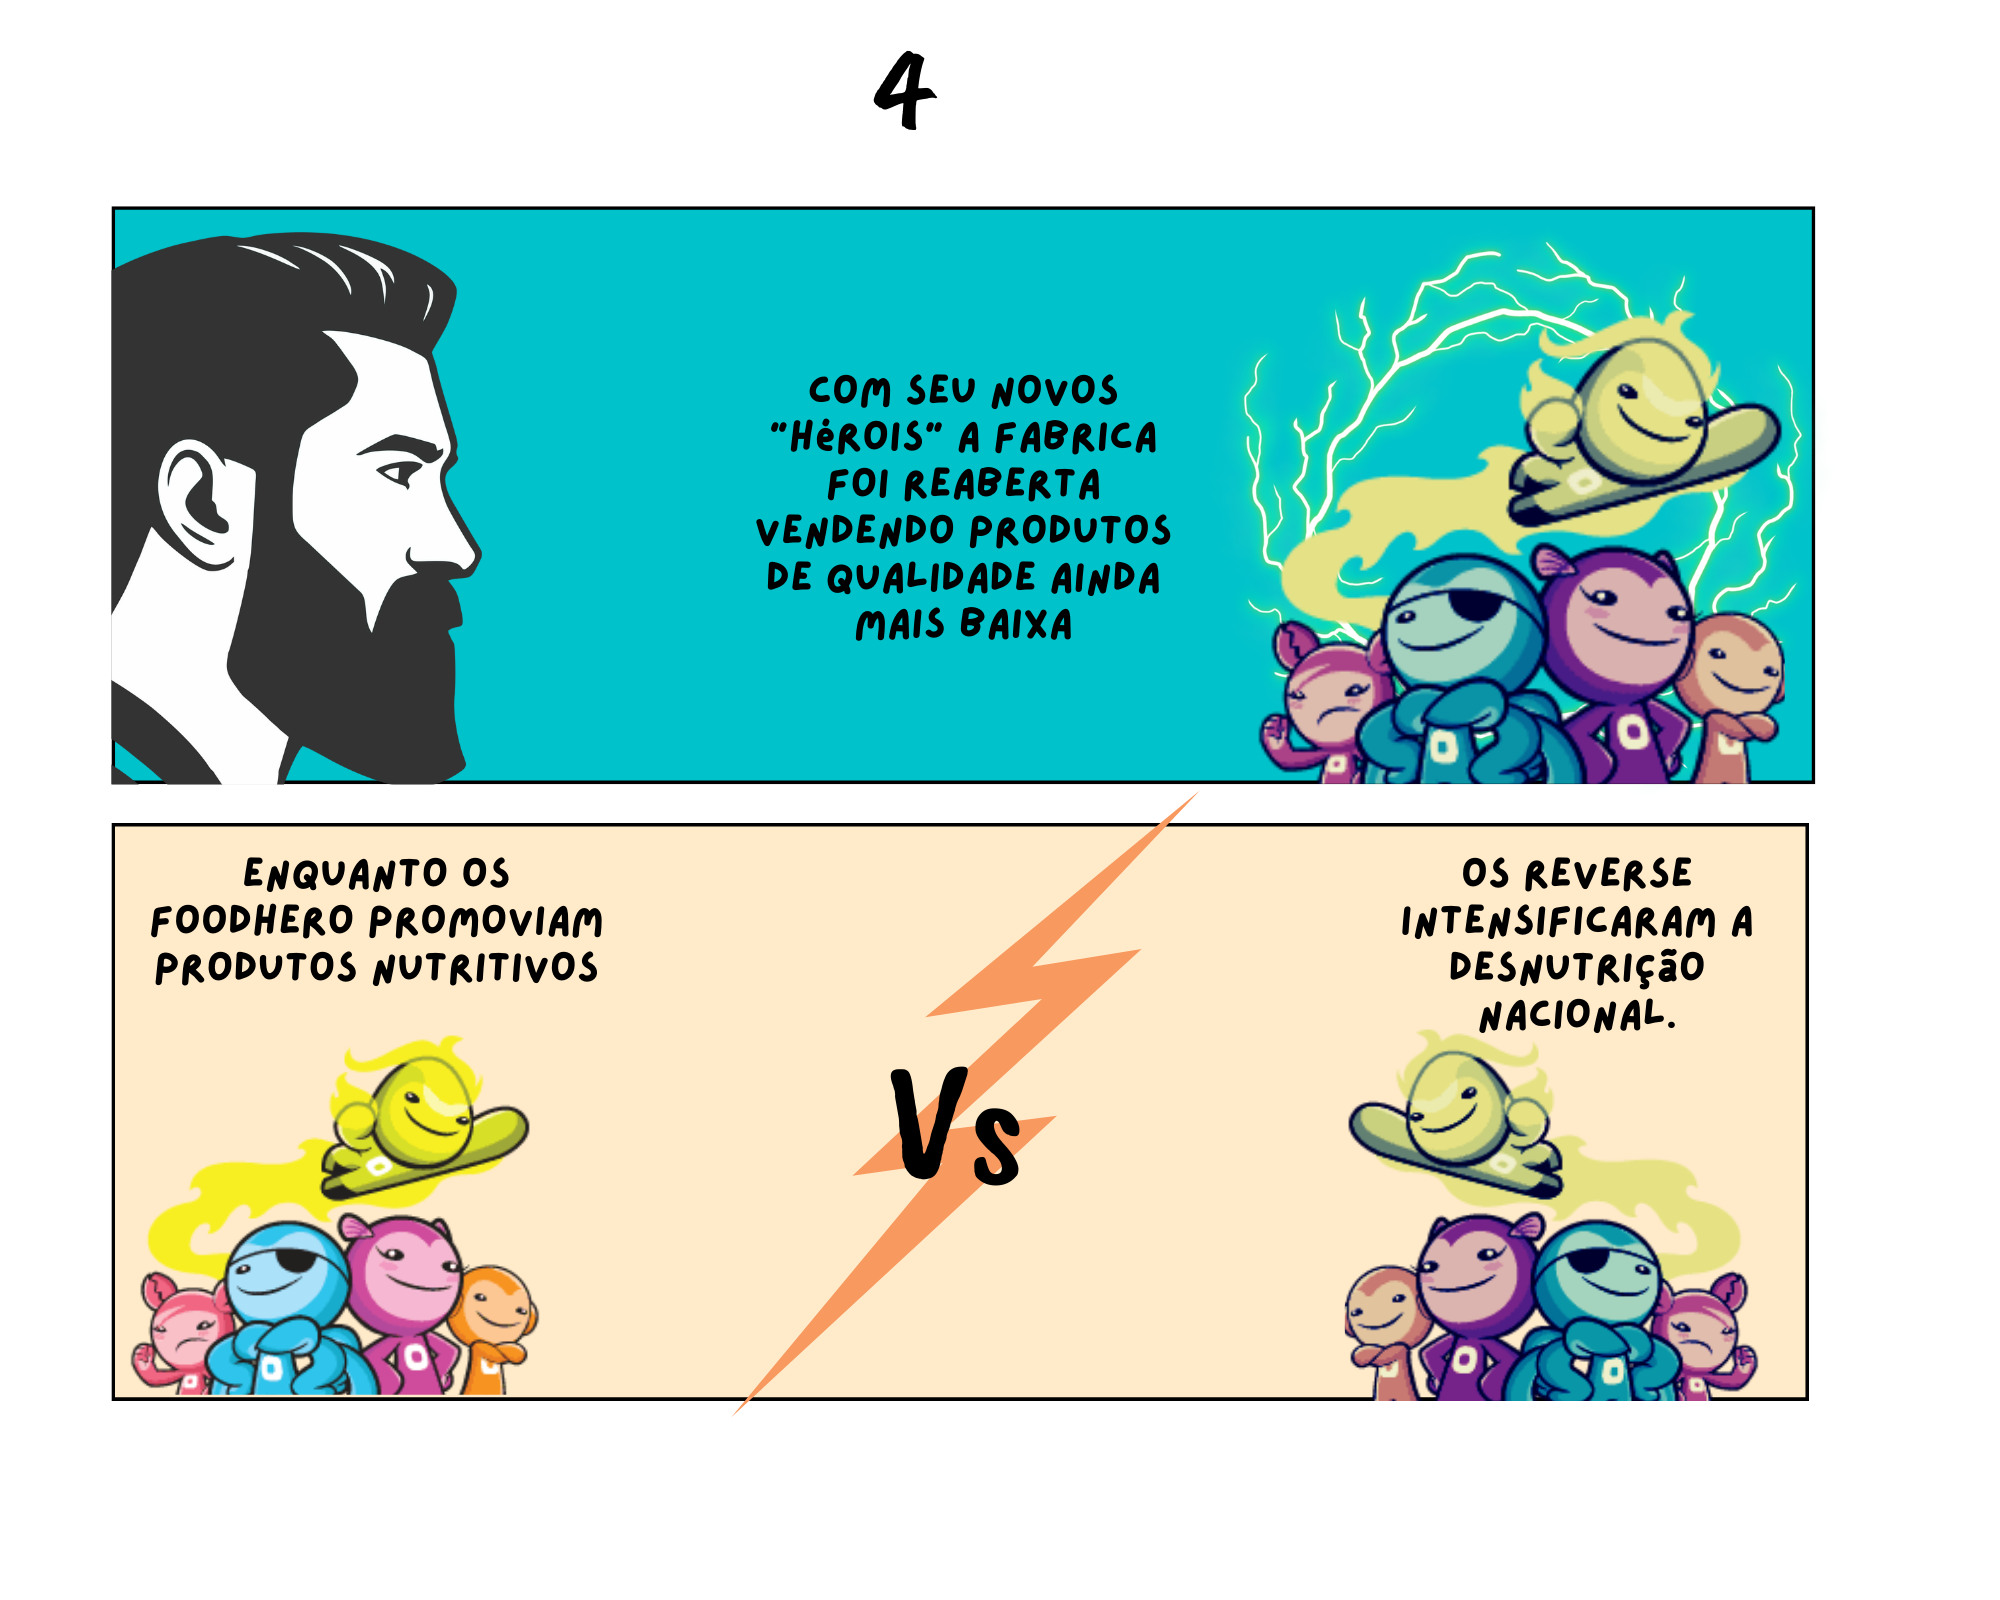 4
COM SEU NOVOS
"HéROIS" A FABRICA
FOI REABERTA
VENDENDO PRODUTOS
DE QUALIDADE AINDA
MAIS BAIXA
ENQUANTO OS
FOODHERO PROMOVIAM
PRODUTOS NUTRITIVOS
Vs
OS REVERSE
INTENSIFICARAM A
DESNUTRIçãO
NACIONAL.